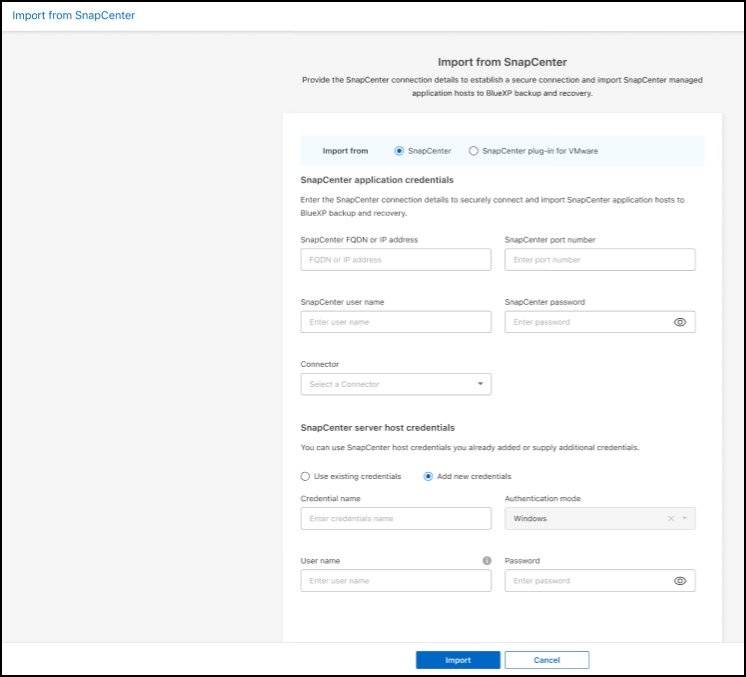 Import from SnapCenter
Import from SnapCenter
Provide the SnapCenter connection details to establish a secure connection and import SnapCenter managed
application hosts to BlueXP backup and recovery.
Import from SnapCenter SnapCenter plug-in for VMware
SnapCenter application credentials
Enter the SnapCenter connection details to securely connect and import SnapCenter application hosts to
BlueXP backup and recovery.
SnapCenter FQDN or IP address SnapCenter port number
FQDN or IP address Enter port number
SnapCenter user name SnapCenter password
Enter user name Enter password
Connector
Select a Connector
SnapCenter server host credentials
You can use SnapCenter host credentials you already added or supply additional credentials.
Use existing credentials Add new credentials
Credential name Authentication mode
Enter credentials name Windows
User name Password
Enter user name Enter password
Import Cancel